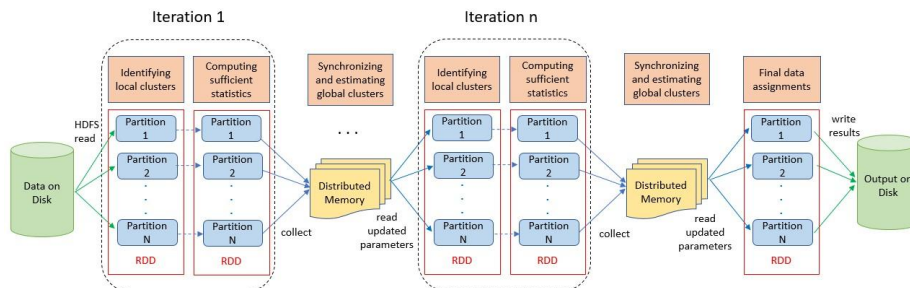 Iteration 1
Iteration n
Identifying
local clusters
Computing
sufficient
statistics
Synchronizing
and estimating
global clusters
Identifying
local clusters
Computing
sufficient
statistics
Synchronizing
and estimating
global clusters
Final data
assignments
HDFS
read
Data on
Disk
Partition
1
Partition
2
.
.
Partition
N
RDD
Partition
1
Partition
2
.
.
Partition
N
RDD
. . .
Distributed
Memory
collect
read
updated
parameters
Partition
1
Partition
2
.
.
Partition
N
RDD
Partition
1
Partition
2
.
.
Partition
N
RDD
Distributed
Memory
collect
read
updated
parameters
Partition
1
Partition
2
.
.
Partition
N
RDD
write
results
Output on
Disk